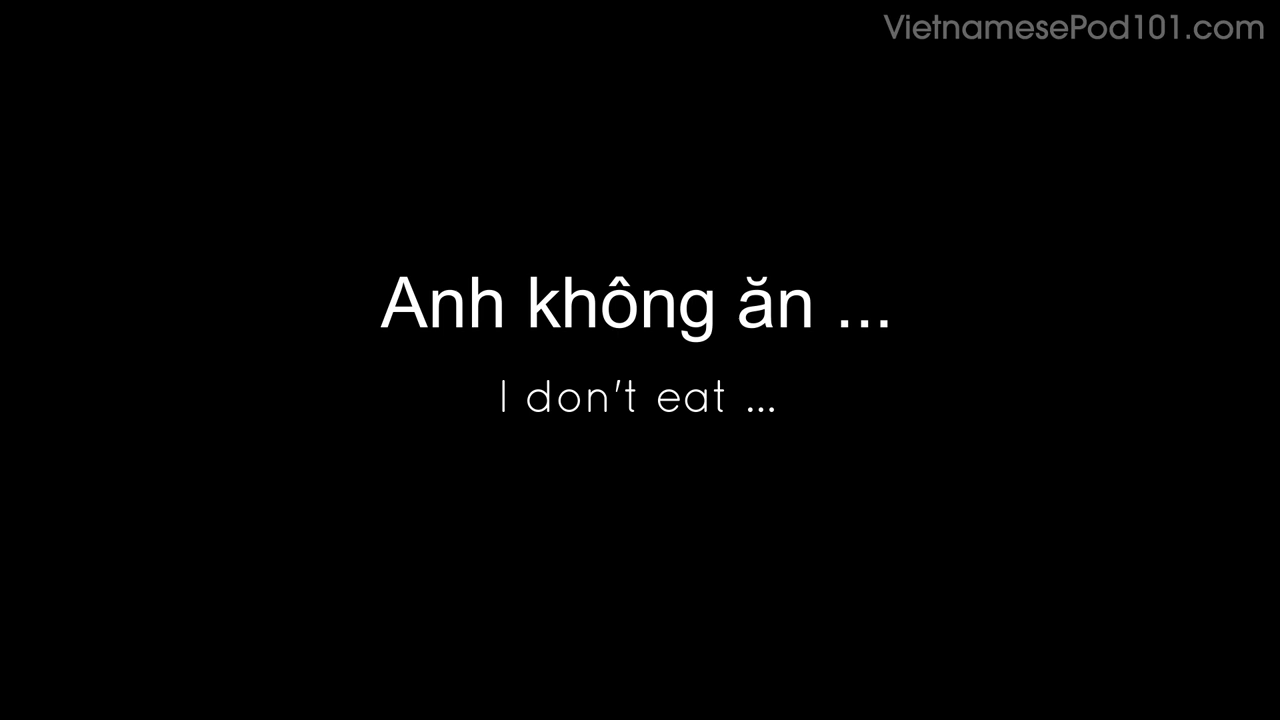 VietnamesePod101.com
Anh không ăn ...
I don't eat ...